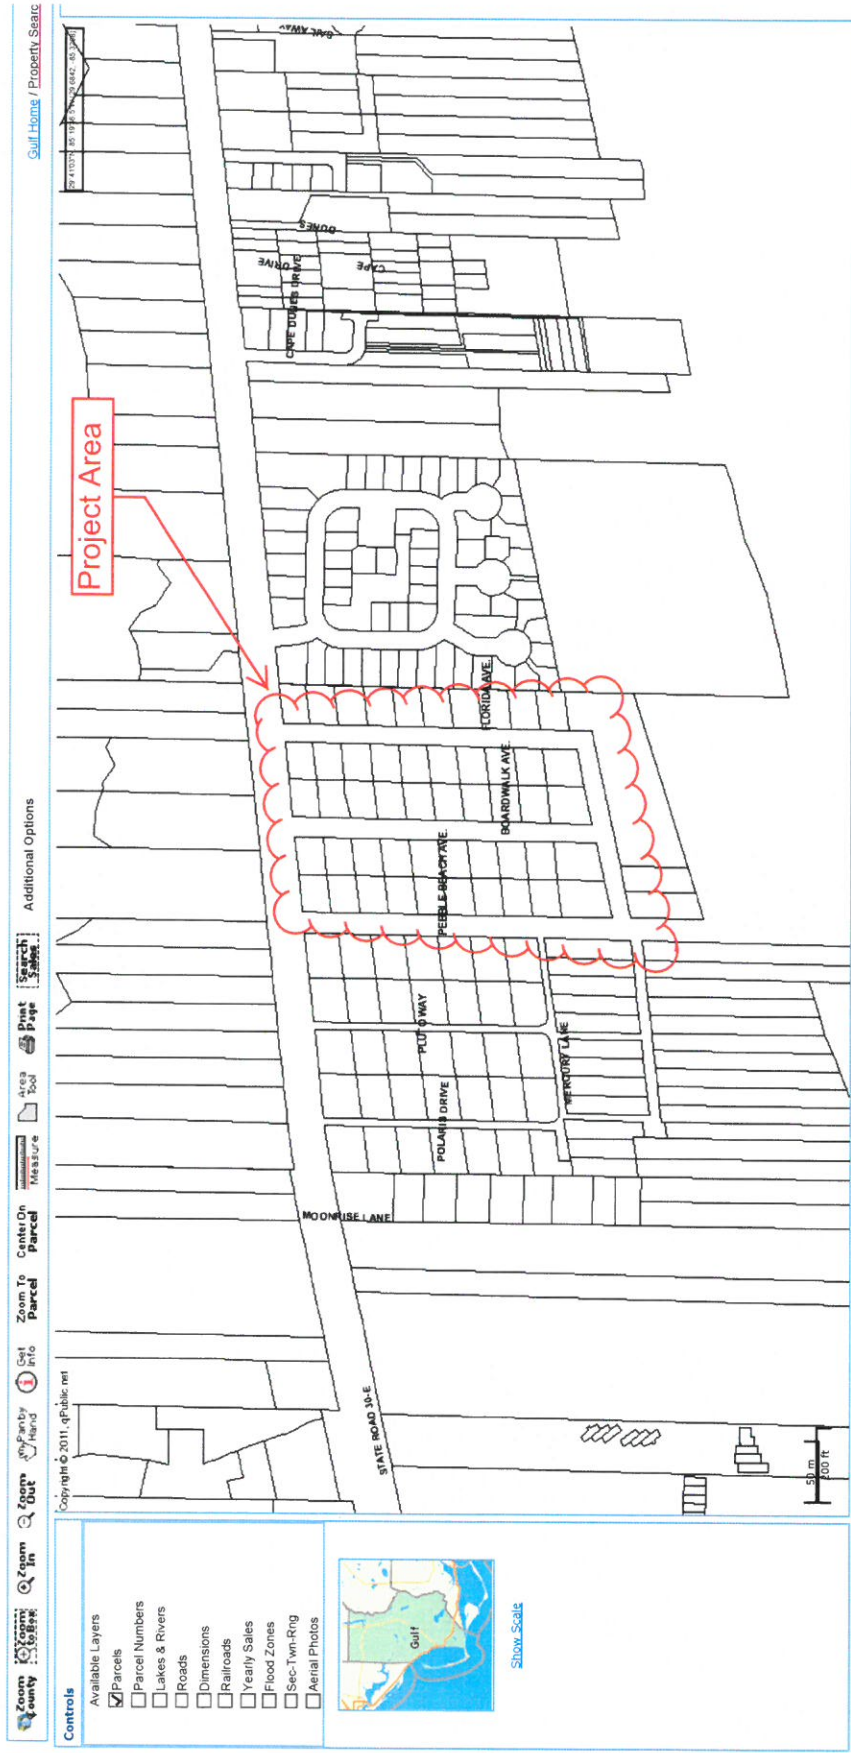 Gulf Home / Property Searc
Zoom County
Zoom to Box
Zoom In
Zoom Out
Pan by Hand
Get Info
Zoom To Parcel
Center On Parcel
Measure
Area Tool
Print Page
Search Sales
Additional Options
Controls
Available Layers
Parcels
Parcel Numbers
Lakes & Rivers
Roads
Dimensions
Railroads
Yearly Sales
Flood Zones
Sec-Twn-Rng
Aerial Photos
Gulf
Show Scale
Copyright © 2011, qPublic.net
Project Area
SAIL AWAY
DUNES
CAPE
DRIVE
CAPE DUNES DRIVE
FLORIDA AVE.
BOARDWALK AVE.
PEBBLE BEACH AVE.
PLUTO WAY
POLARIS DRIVE
MERCURY LANE
MOONRISE LANE
STATE ROAD 30-E
50 m
200 ft